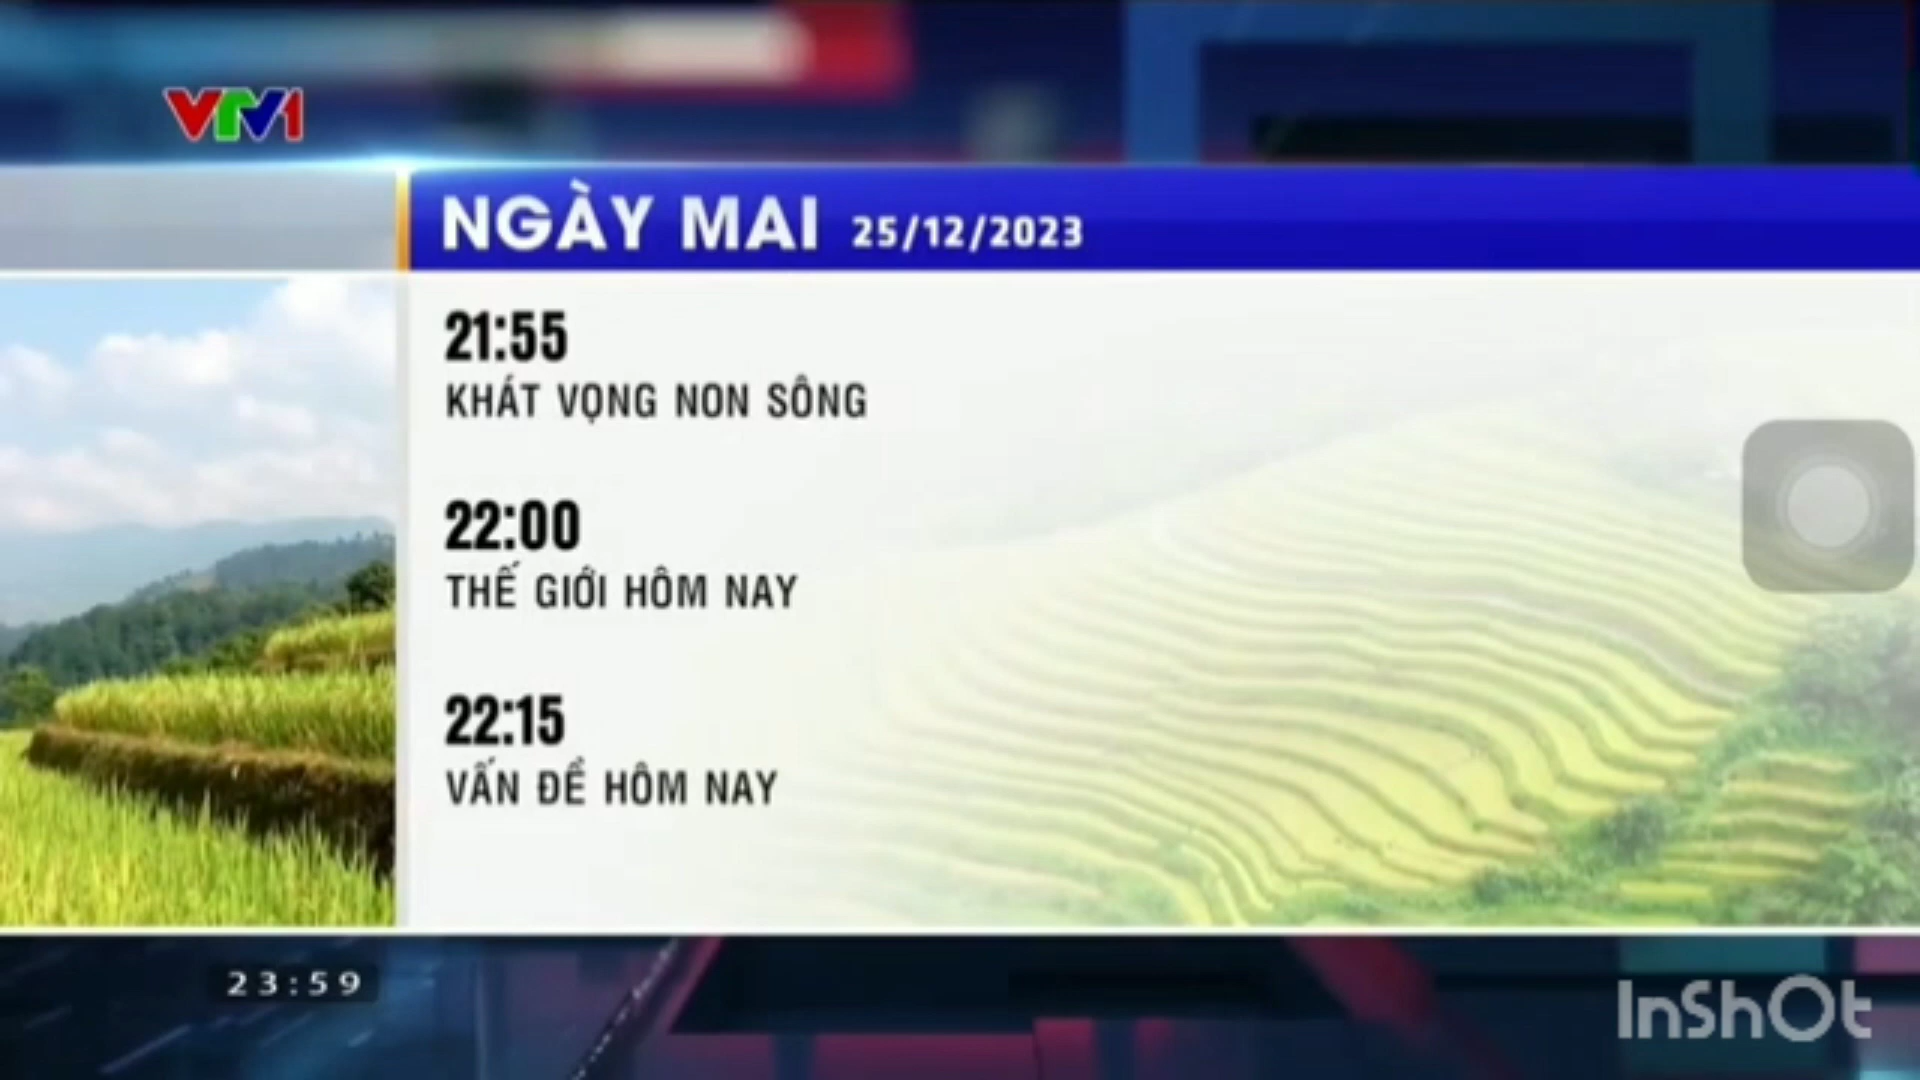 VTV1
NGÀY MAI 25/12/2023
21:55
KHÁT VỌNG NON SÔNG
22:00
THẾ GIỚI HÔM NAY
22:15
VẤN ĐỀ HÔM NAY
23:59
InShOt